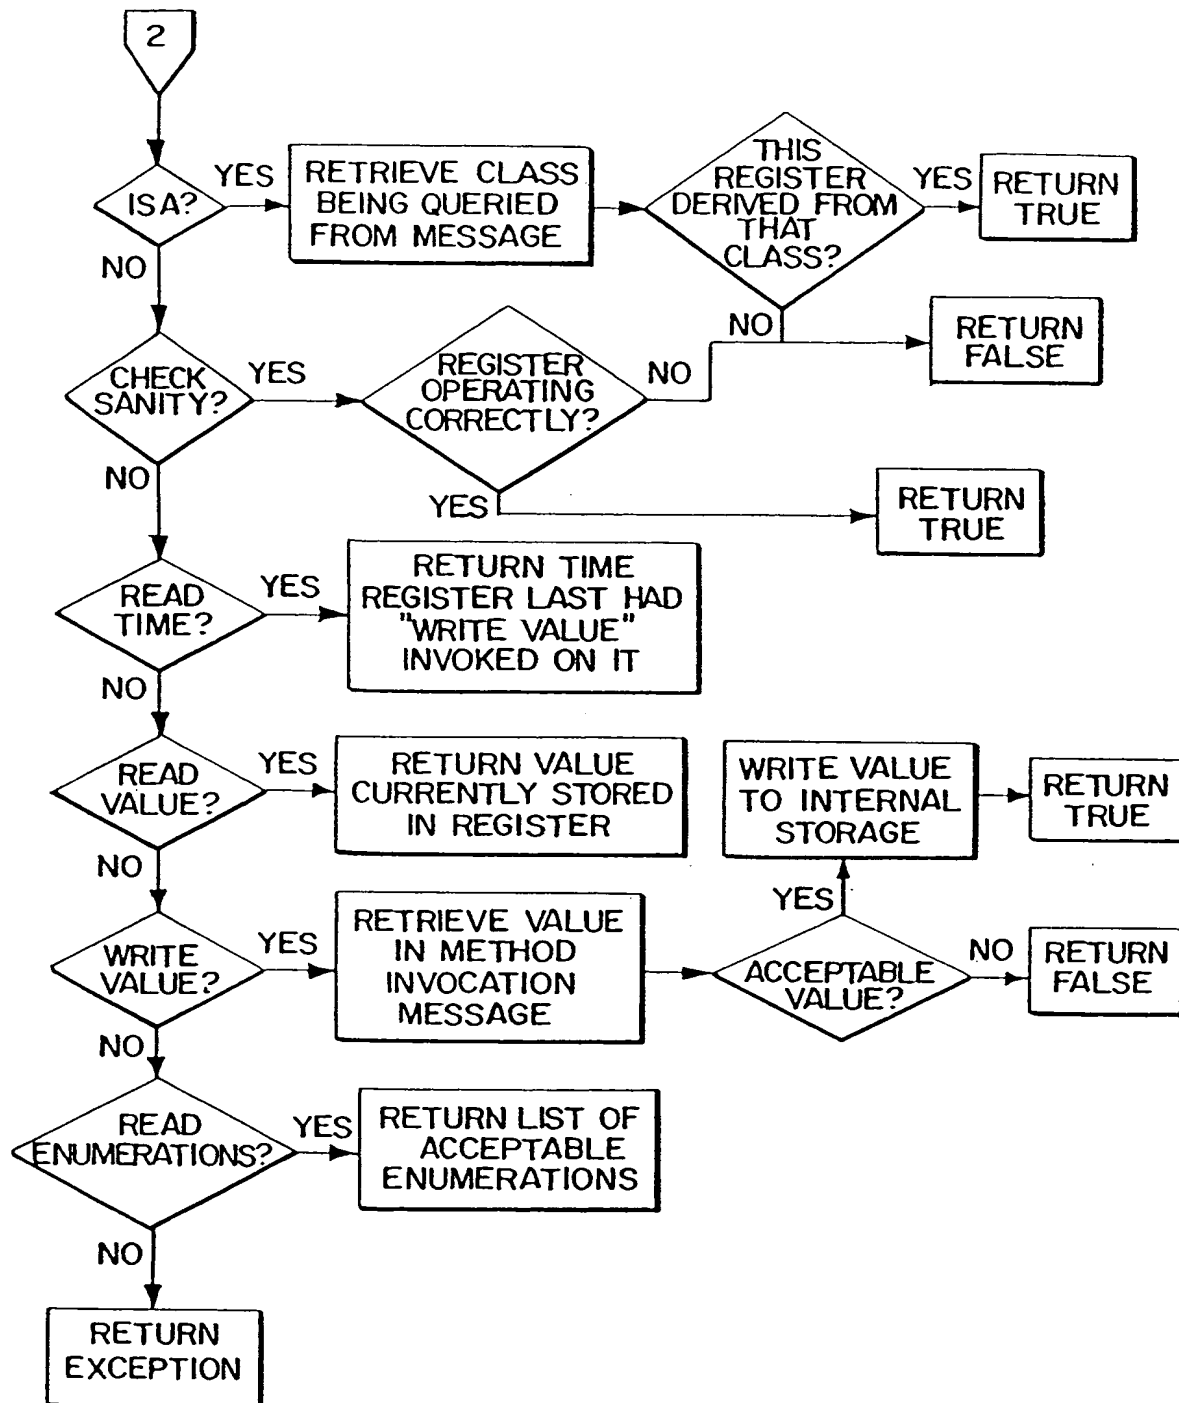 2
ISA?
YES
RETRIEVE CLASS
BEING QUERIED
FROM MESSAGE
THIS
REGISTER
DERIVED FROM
THAT
CLASS?
YES
RETURN
TRUE
NO
NO
RETURN
FALSE
CHECK
SANITY?
YES
REGISTER
OPERATING
CORRECTLY?
NO
YES
RETURN
TRUE
NO
READ
TIME?
YES
RETURN TIME
REGISTER LAST HAD
"WRITE VALUE"
INVOKED ON IT
NO
READ
VALUE?
YES
RETURN VALUE
CURRENTLY STORED
IN REGISTER
WRITE VALUE
TO INTERNAL
STORAGE
RETURN
TRUE
NO
YES
WRITE
VALUE?
YES
RETRIEVE VALUE
IN METHOD
INVOCATION
MESSAGE
ACCEPTABLE
VALUE?
NO
RETURN
FALSE
NO
READ
ENUMERATIONS?
YES
RETURN LIST OF
ACCEPTABLE
ENUMERATIONS
NO
RETURN
EXCEPTION